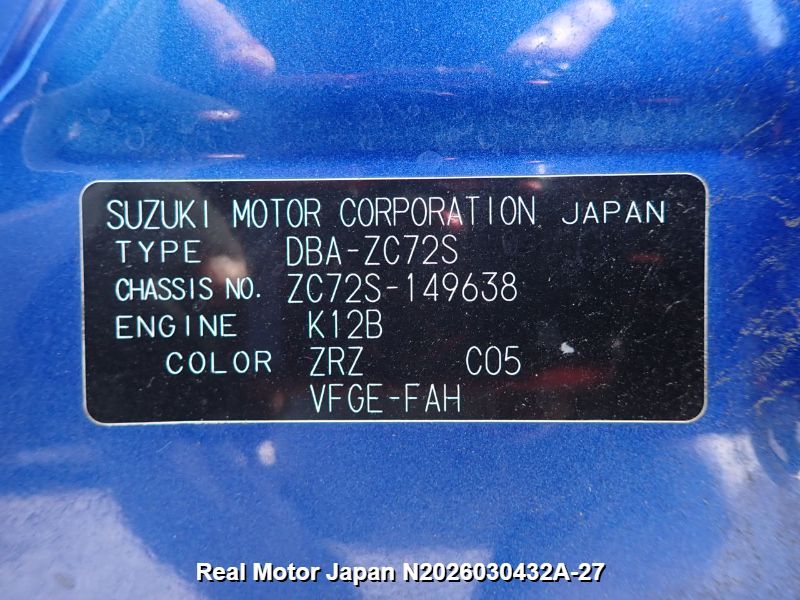 SUZUKI MOTOR CORPORATION JAPAN
TYPE DBA-ZC72S
CHASSIS NO. ZC72S-149638
ENGINE K12B
COLOR ZRZ C05
VFGE-FAH
Real Motor Japan N2026030432A-27